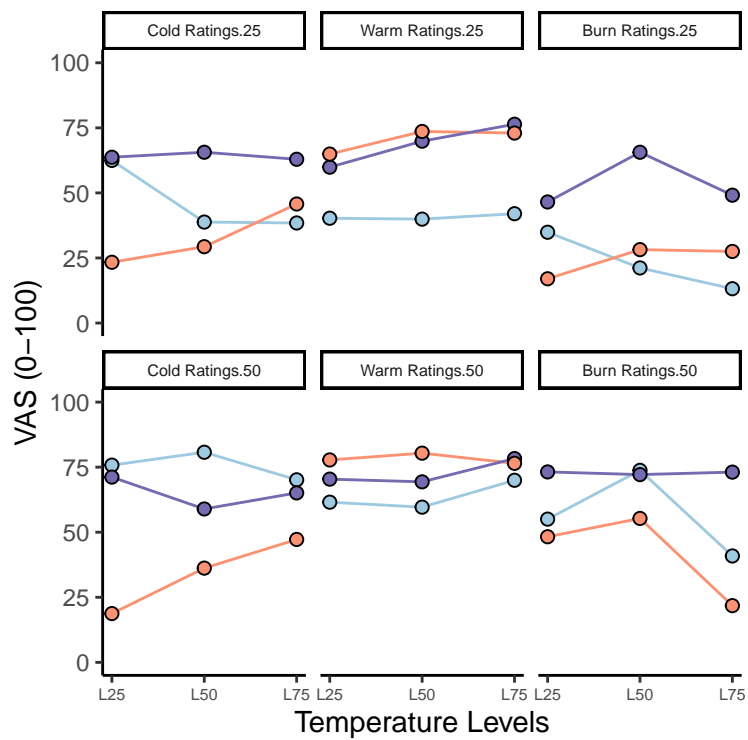 Cold Ratings.25 Warm Ratings.25 Burn Ratings.25
100
75
50
25
0
VAS (0−100)
Cold Ratings.50 Warm Ratings.50 Burn Ratings.50
100
75
50
25
0
L25 L50 L75 L25 L50 L75 L25 L50 L75
Temperature Levels